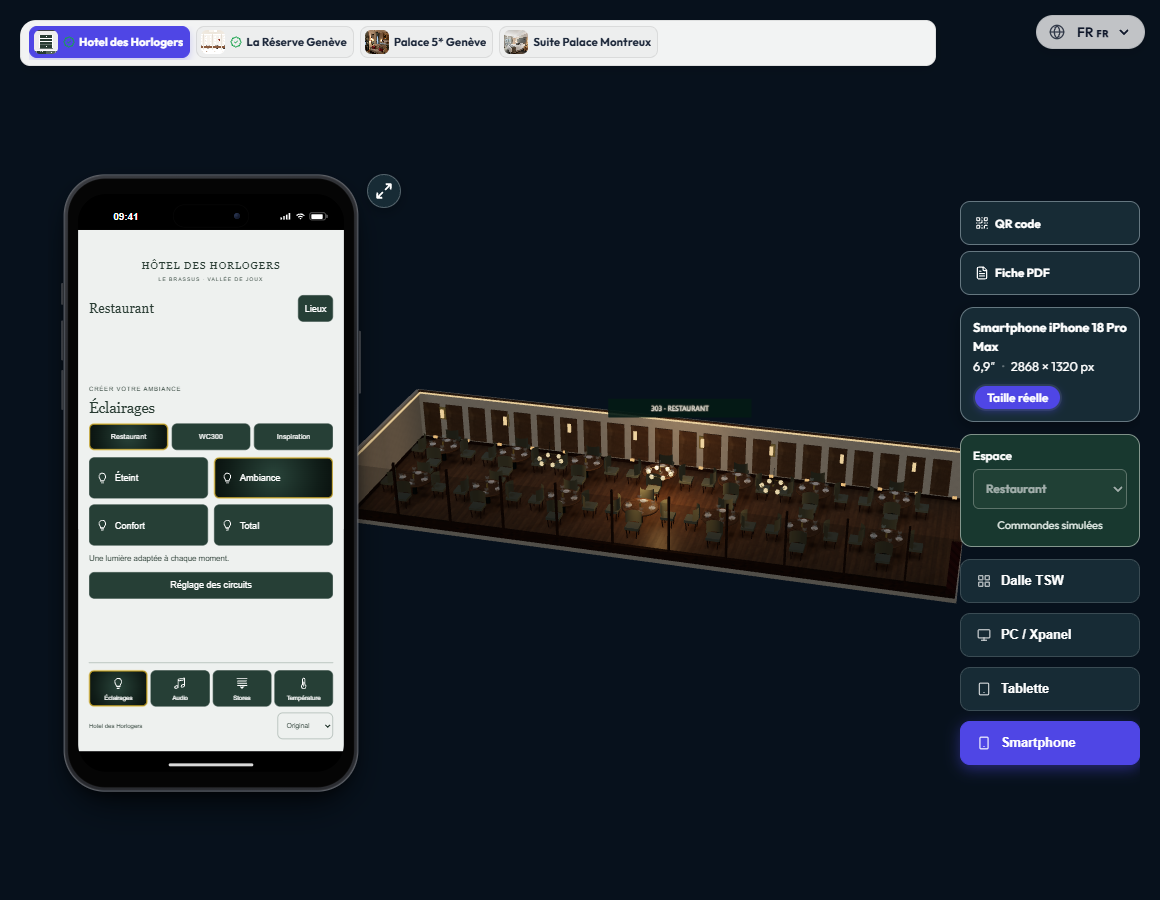 Hotel des Horlogers
La Réserve Genève
Palace 5* Genève
Suite Palace Montreux
FR FR
09:41
HÔTEL DES HORLOGERS
LE BRASSUS · VALLÉE DE JOUX
Restaurant
Lieux
CRÉER VOTRE AMBIANCE
Éclairages
Restaurant
WC300
Inspiration
Éteint
Ambiance
Confort
Total
Une lumière adaptée à chaque moment.
Réglage des circuits
Éclairages
Audio
Stores
Température
Hotel des Horlogers
Original
303 - RESTAURANT
QR code
Fiche PDF
Smartphone iPhone 18 Pro
Max
6,9" · 2868 × 1320 px
Taille réelle
Espace
Restaurant
Commandes simulées
Dalle TSW
PC / Xpanel
Tablette
Smartphone